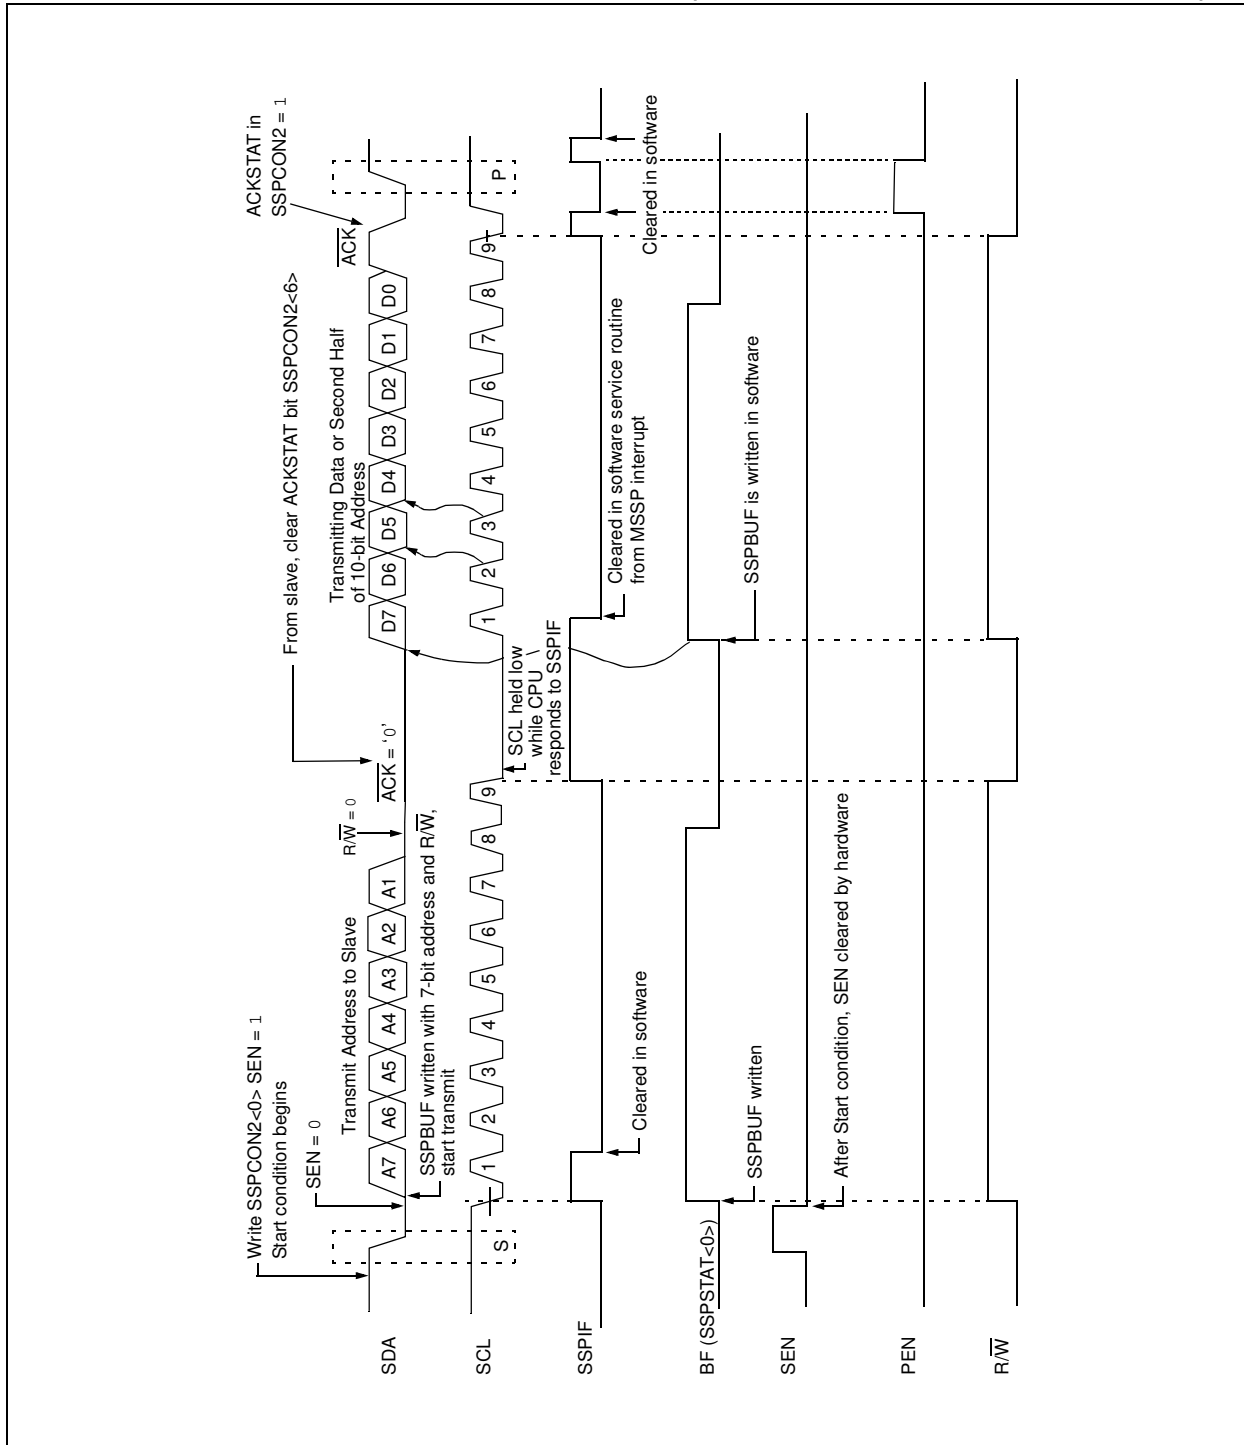 Write SSPCON2<0> SEN = 1
Start condition begins
SEN = 0
Transmit Address to Slave
R/W = 0
From slave, clear ACKSTAT bit SSPCON2<6>
ACK = ‘0’
Transmitting Data or Second Half
of 10-bit Address
ACK
ACKSTAT in
SSPCON2 = 1
SDA
A7 A6 A5 A4 A3 A2 A1
D7 D6 D5 D4 D3 D2 D1 D0
SSPBUF written with 7-bit address and R/W,
start transmit
SCL
S
1 2 3 4 5 6 7 8 9
1 2 3 4 5 6 7 8 9
P
SCL held low
while CPU
responds to SSPIF
SSPIF
Cleared in software
Cleared in software service routine
from MSSP interrupt
Cleared in software
Cleared in software
BF (SSPSTAT<0>)
SSPBUF written
SSPBUF is written in software
SEN
After Start condition, SEN cleared by hardware
PEN
R/W